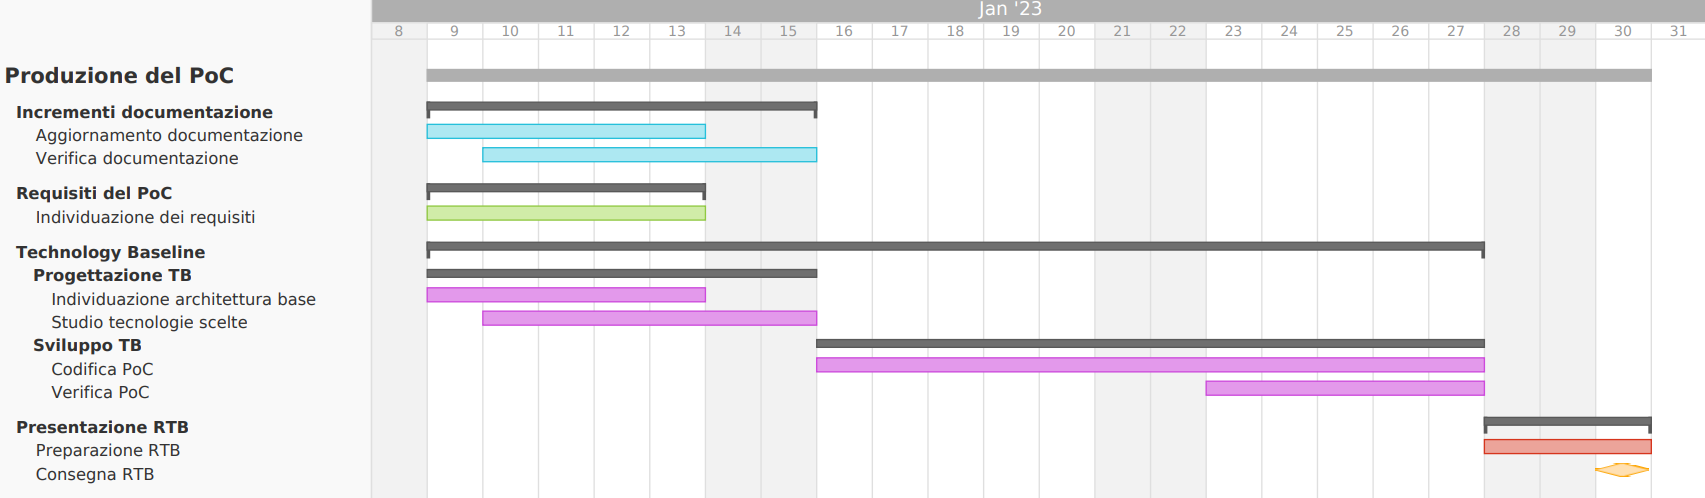 Jan '23
8 9 10 11 12 13 14 15 16 17 18 19 20 21 22 23 24 25 26 27 28 29 30 31
Produzione del PoC
Incrementi documentazione
Aggiornamento documentazione
Verifica documentazione
Requisiti del PoC
Individuazione dei requisiti
Technology Baseline
Progettazione TB
Individuazione architettura base
Studio tecnologie scelte
Sviluppo TB
Codifica PoC
Verifica PoC
Presentazione RTB
Preparazione RTB
Consegna RTB